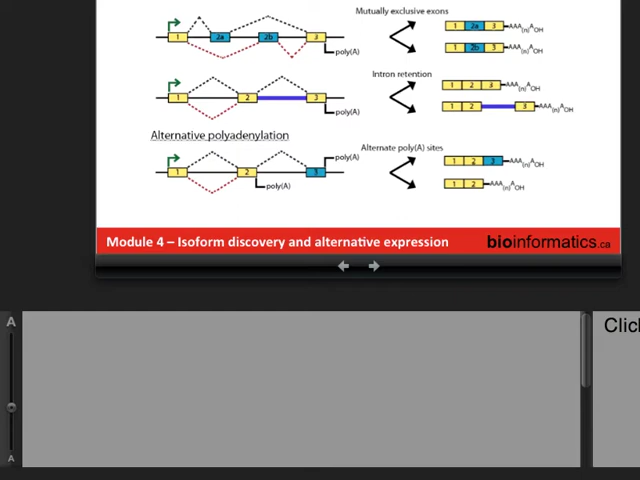 Mutually exclusive exons
1 2a 2b 3 poly(A)
1 2a 3 AAA(n)AOH
1 2b 3 AAA(n)AOH
Intron retention
1 2 3 poly(A)
1 2 3 AAA(n)AOH
1 2 3 AAA(n)AOH
Alternative polyadenylation
Alternate poly(A) sites
1 2 3 poly(A)
poly(A)
1 2 3 AAA(n)AOH
1 2 AAA(n)AOH
Module 4 – Isoform discovery and alternative expression
bioinformatics.ca
A
A
Clic